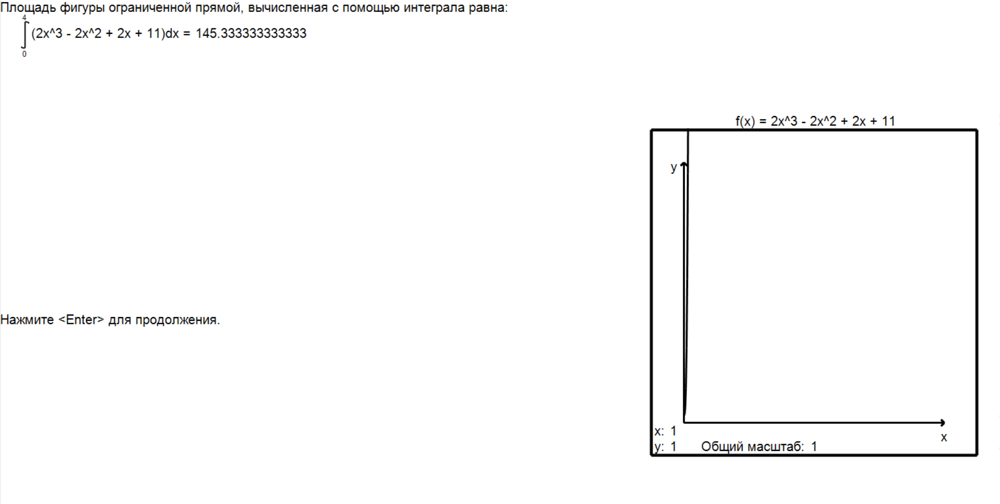 Площадь фигуры ограниченной прямой, вычисленная с помощью интеграла равна:
4
∫(2x^3 - 2x^2 + 2x + 11)dx = 145.333333333333
0
f(x) = 2x^3 - 2x^2 + 2x + 11
y
Нажмите <Enter> для продолжения.
x: 1
x
y: 1 Общий масштаб: 1